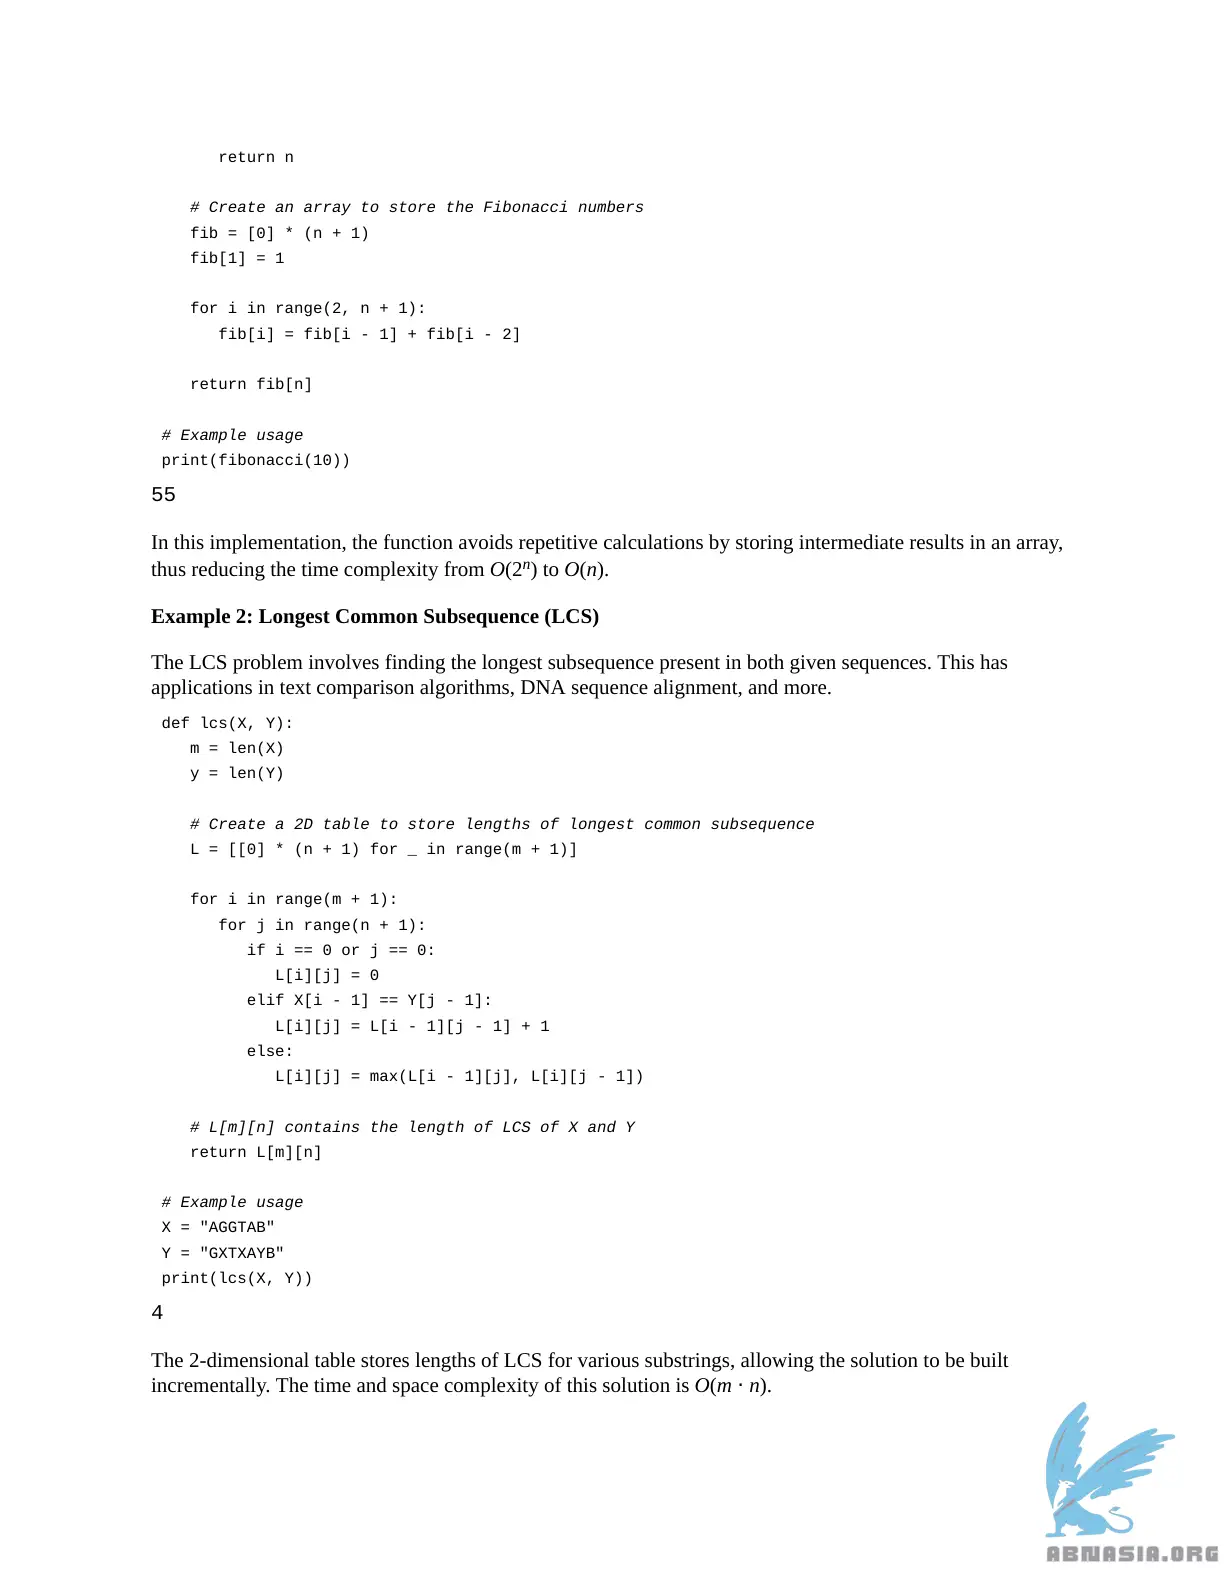 return n
# Create an array to store the Fibonacci numbers
fib = [0] * (n + 1)
fib[1] = 1
for i in range(2, n + 1):
fib[i] = fib[i - 1] + fib[i - 2]
return fib[n]
# Example usage
print(fibonacci(10))
55
In this implementation, the function avoids repetitive calculations by storing intermediate results in an array,
thus reducing the time complexity from O(2ⁿ) to O(n).
Example 2: Longest Common Subsequence (LCS)
The LCS problem involves finding the longest subsequence present in both given sequences. This has
applications in text comparison algorithms, DNA sequence alignment, and more.
def lcs(X, Y):
m = len(X)
y = len(Y)
# Create a 2D table to store lengths of longest common subsequence
L = [[0] * (n + 1) for _ in range(m + 1)]
for i in range(m + 1):
for j in range(n + 1):
if i == 0 or j == 0:
L[i][j] = 0
elif X[i - 1] == Y[j - 1]:
L[i][j] = L[i - 1][j - 1] + 1
else:
L[i][j] = max(L[i - 1][j], L[i][j - 1])
# L[m][n] contains the length of LCS of X and Y
return L[m][n]
# Example usage
X = "AGGTAB"
Y = "GXTXAYB"
print(lcs(X, Y))
4
The 2-dimensional table stores lengths of LCS for various substrings, allowing the solution to be built
incrementally. The time and space complexity of this solution is O(m · n).
ABNASIA.ORG